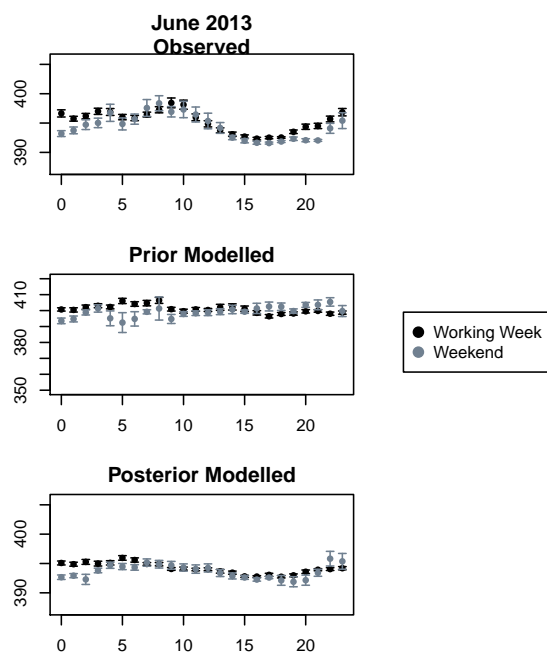 June 2013
Observed
400
390
0 5 10 15 20
Prior Modelled
410
380
350
0 5 10 15 20
Working Week
Weekend
Posterior Modelled
400
390
0 5 10 15 20